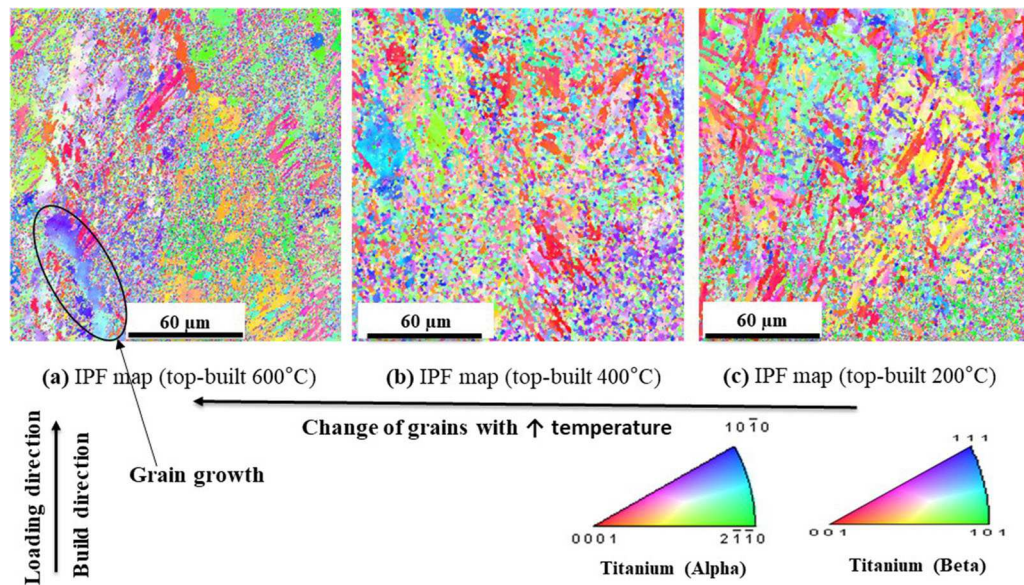 60 µm
60 µm
60 µm
(a) IPF map (top-built 600°C)
(b) IPF map (top-built 400°C)
(c) IPF map (top-built 200°C)
Change of grains with ↑ temperature
Grain growth
Loading direction
Build direction
101̅0
0001
21̅1̅0
Titanium (Alpha)
111
001
101
Titanium (Beta)